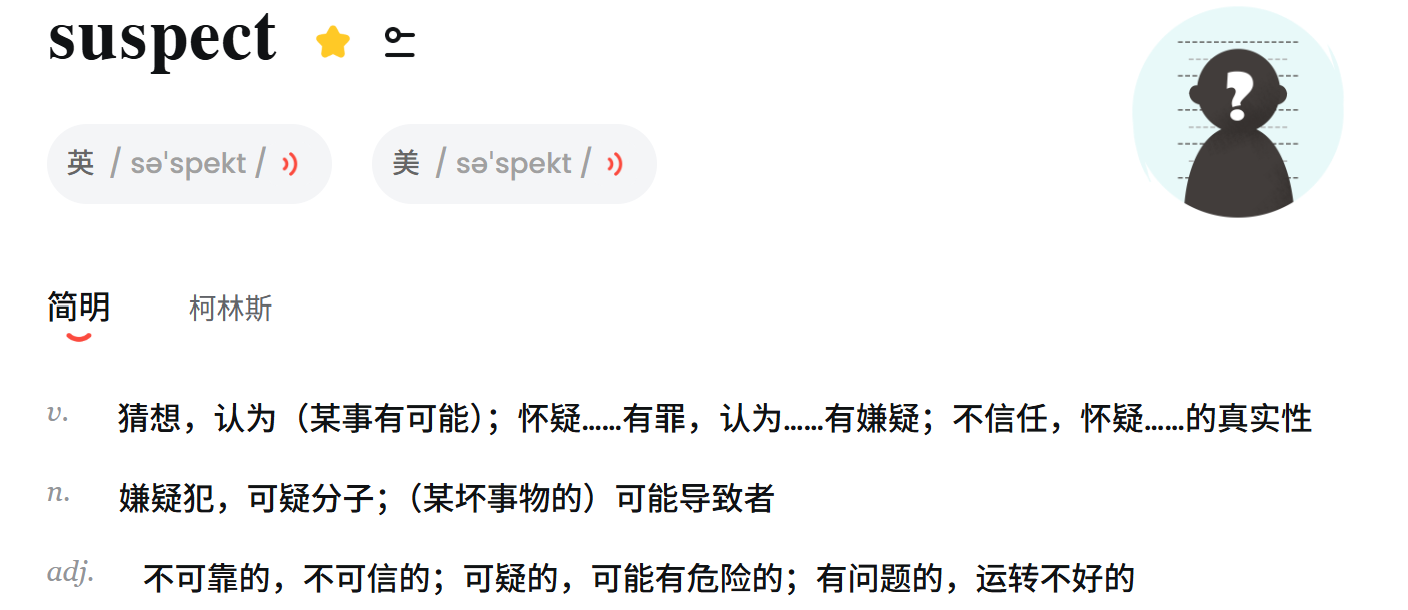 suspect
英 / sə'spekt / 美 / sə'spekt /
?
简明 柯林斯
v. 猜想，认为（某事有可能）；怀疑……有罪，认为……有嫌疑；不信任，怀疑……的真实性
n. 嫌疑犯，可疑分子；（某坏事物的）可能导致者
adj. 不可靠的，不可信的；可疑的，可能有危险的；有问题的，运转不好的